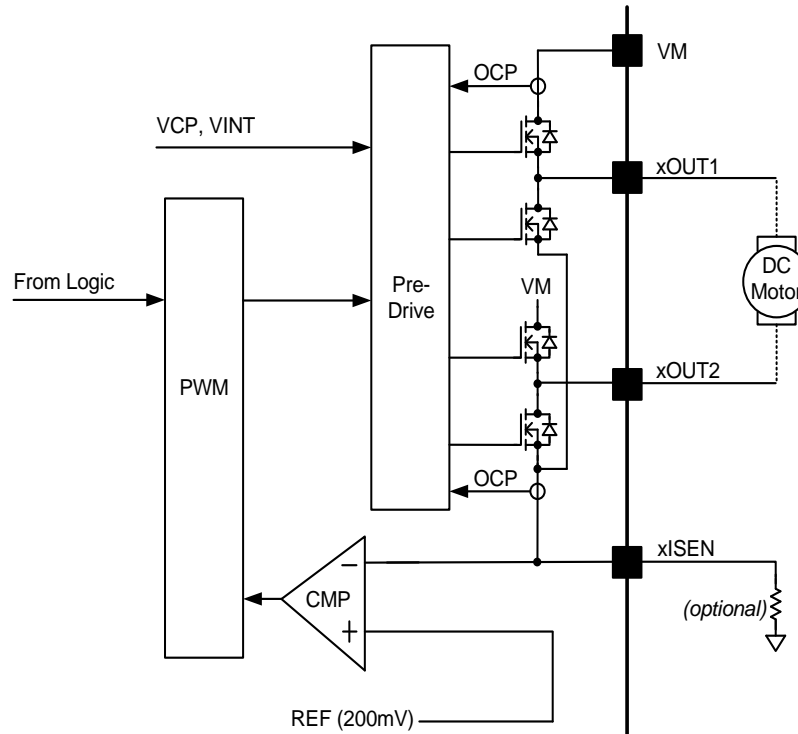 VM
OCP
VCP, VINT
xOUT1
From Logic
Pre-
Drive
VM
DC
Motor
PWM
xOUT2
OCP
xISEN
−
CMP
+
(optional)
REF (200mV)